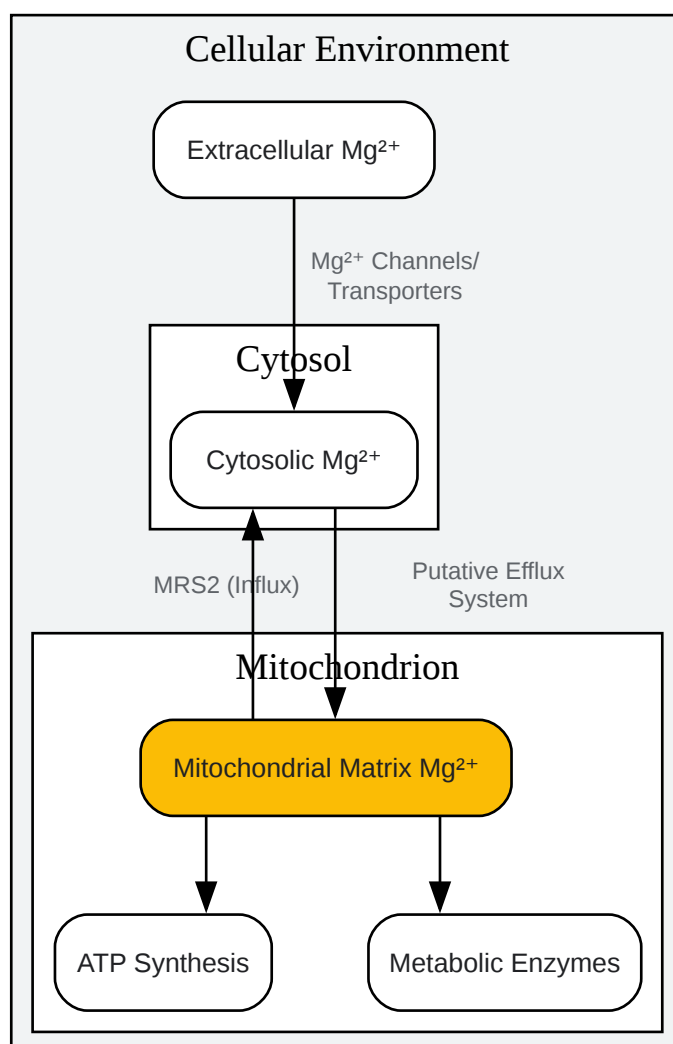 Cellular Environment
Extracellular Mg²⁺
Mg²⁺ Channels/
Transporters
Cytosol
Cytosolic Mg²⁺
MRS2 (Influx)
Putative Efflux
System
Mitochondrion
Mitochondrial Matrix Mg²⁺
ATP Synthesis
Metabolic Enzymes